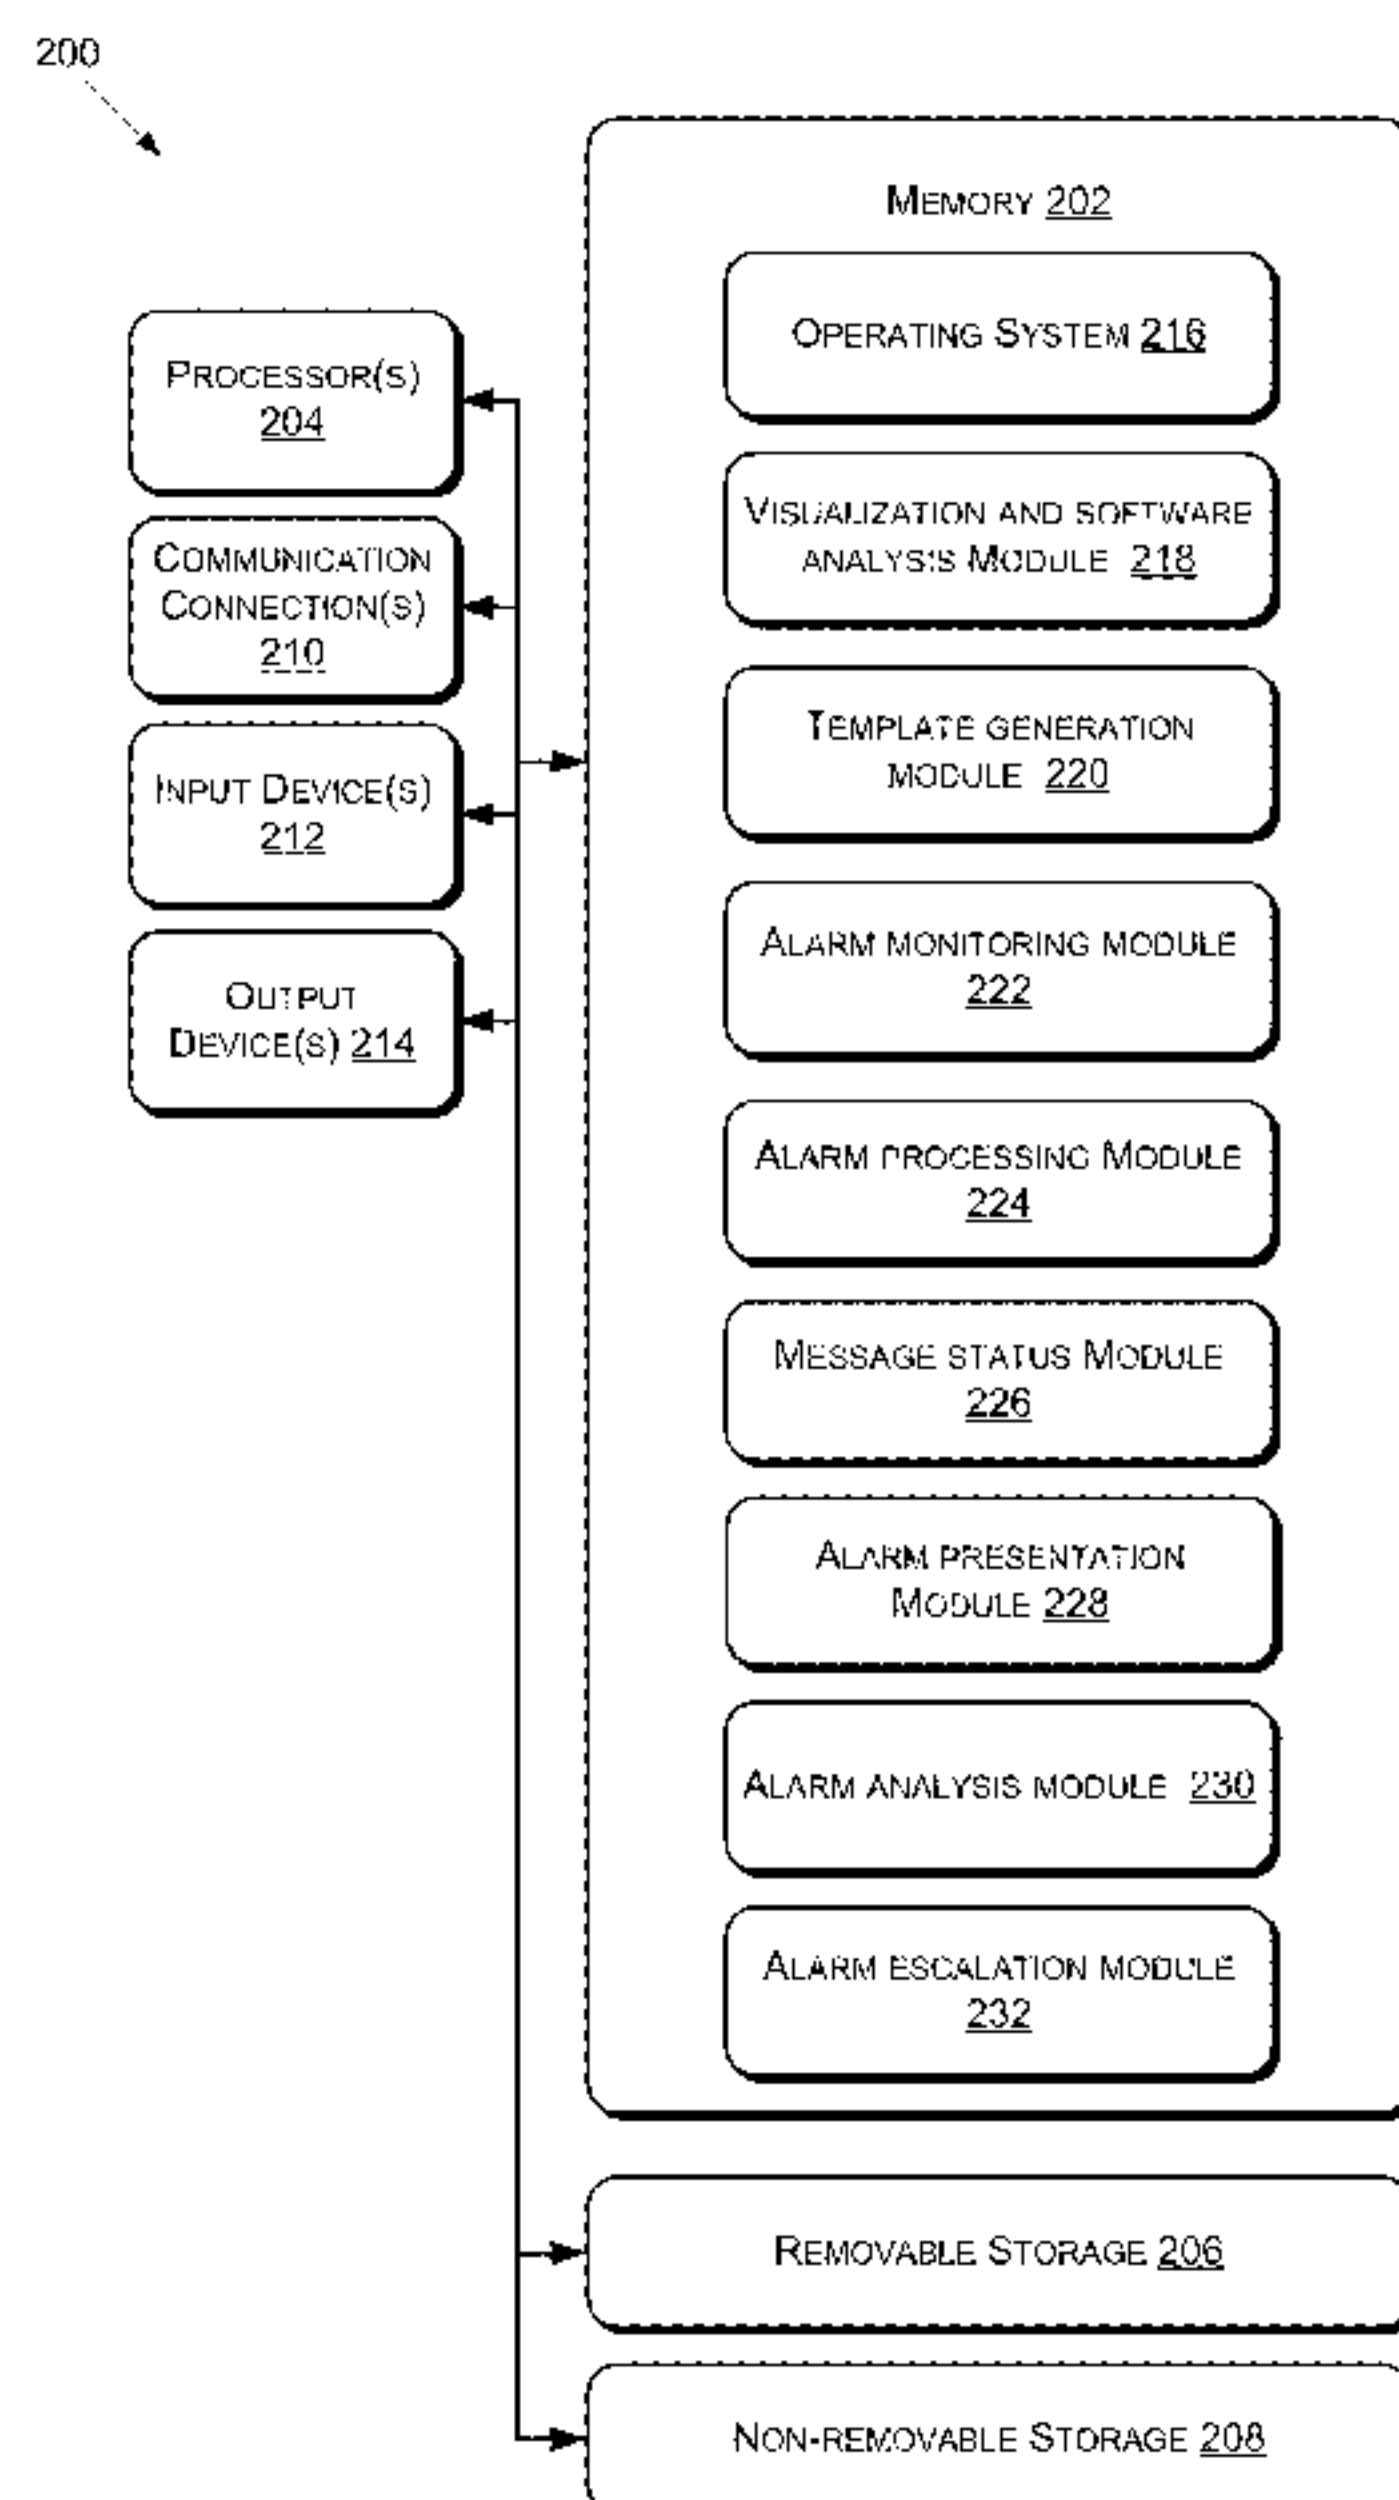 200
MEMORY 202
OPERATING SYSTEM 216
PROCESSOR(S)
204
VISUALIZATION AND SOFTWARE
ANALYSIS MODULE 218
COMMUNICATION
CONNECTION(S)
210
TEMPLATE GENERATION
MODULE 220
INPUT DEVICE(S)
212
ALARM MONITORING MODULE
222
OUTPUT
DEVICE(S) 214
ALARM PROCESSING MODULE
224
MESSAGE STATUS MODULE
226
ALARM PRESENTATION
MODULE 228
ALARM ANALYSIS MODULE 230
ALARM ESCALATION MODULE
232
REMOVABLE STORAGE 206
NON-REMOVABLE STORAGE 208